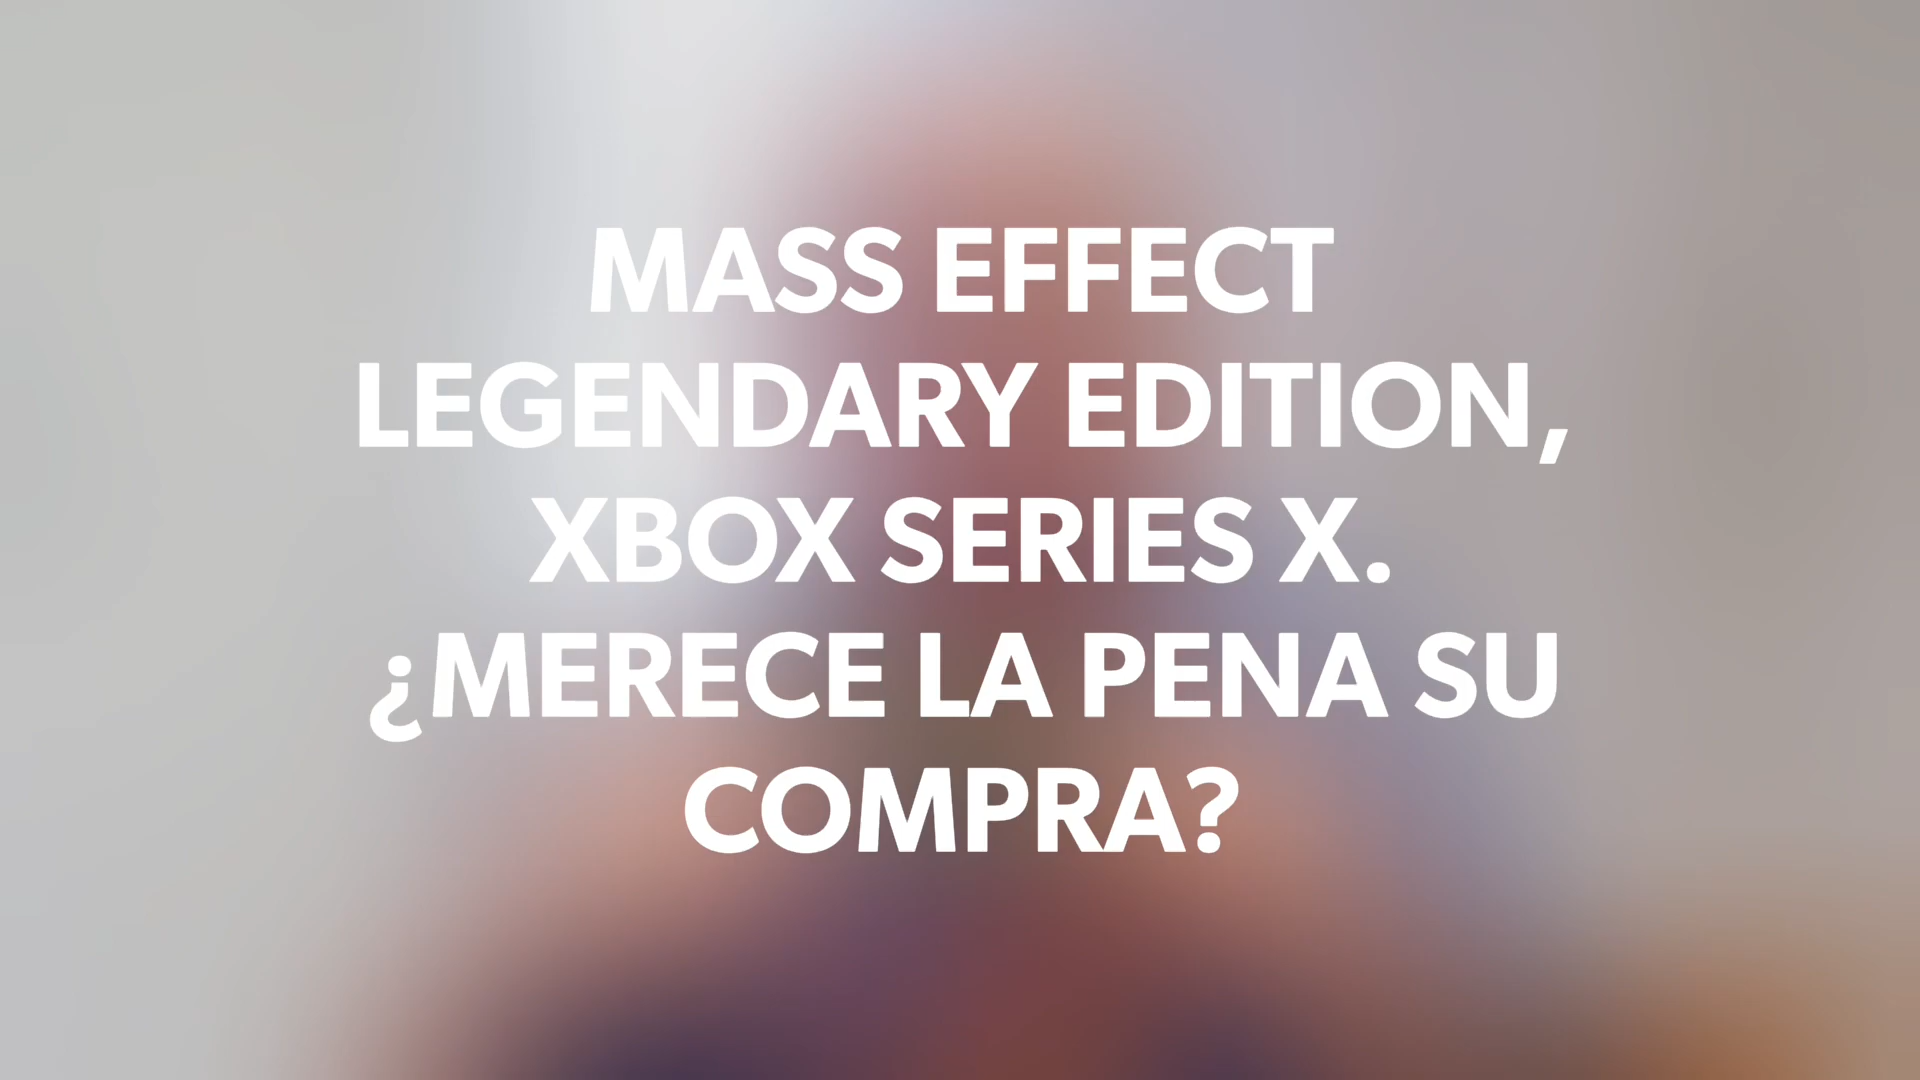 MASS EFFECT
LEGENDARY EDITION,
XBOX SERIES X.
¿MERECE LA PENA SU
COMPRA?